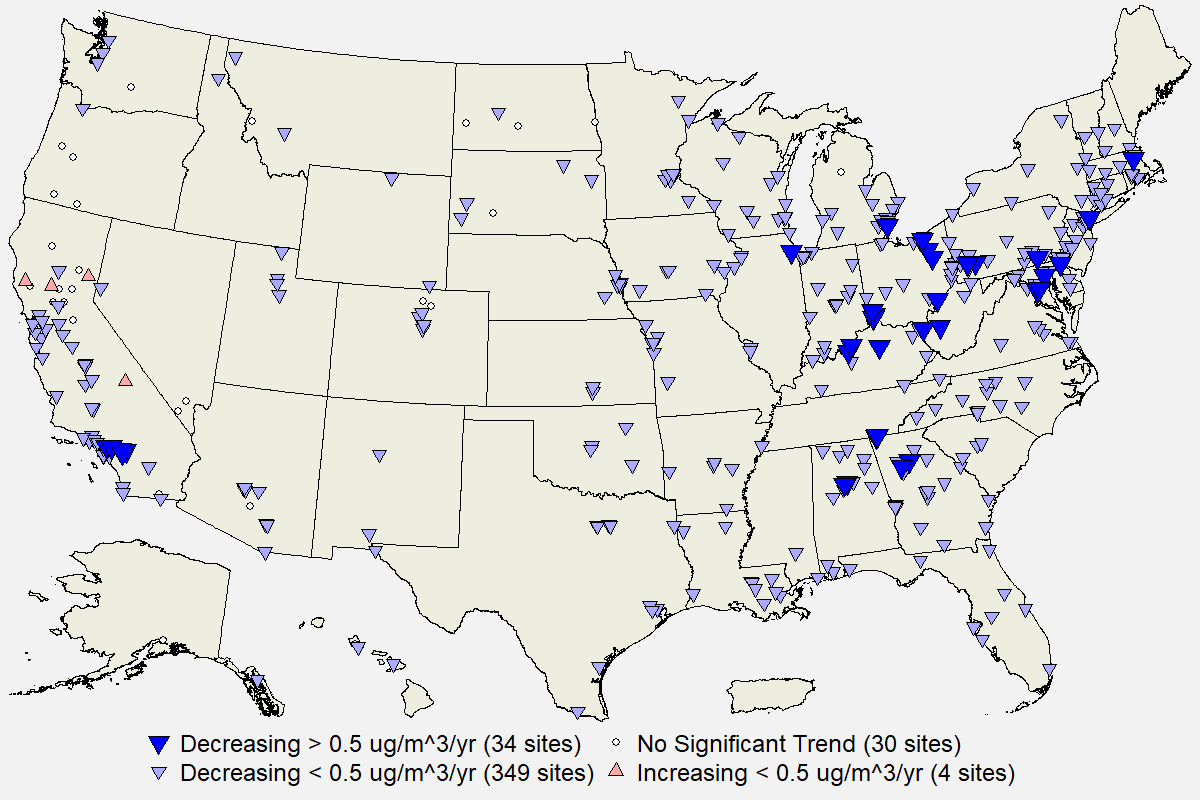 Decreasing > 0.5 ug/m^3/yr (34 sites)
Decreasing < 0.5 ug/m^3/yr (349 sites)
No Significant Trend (30 sites)
Increasing < 0.5 ug/m^3/yr (4 sites)